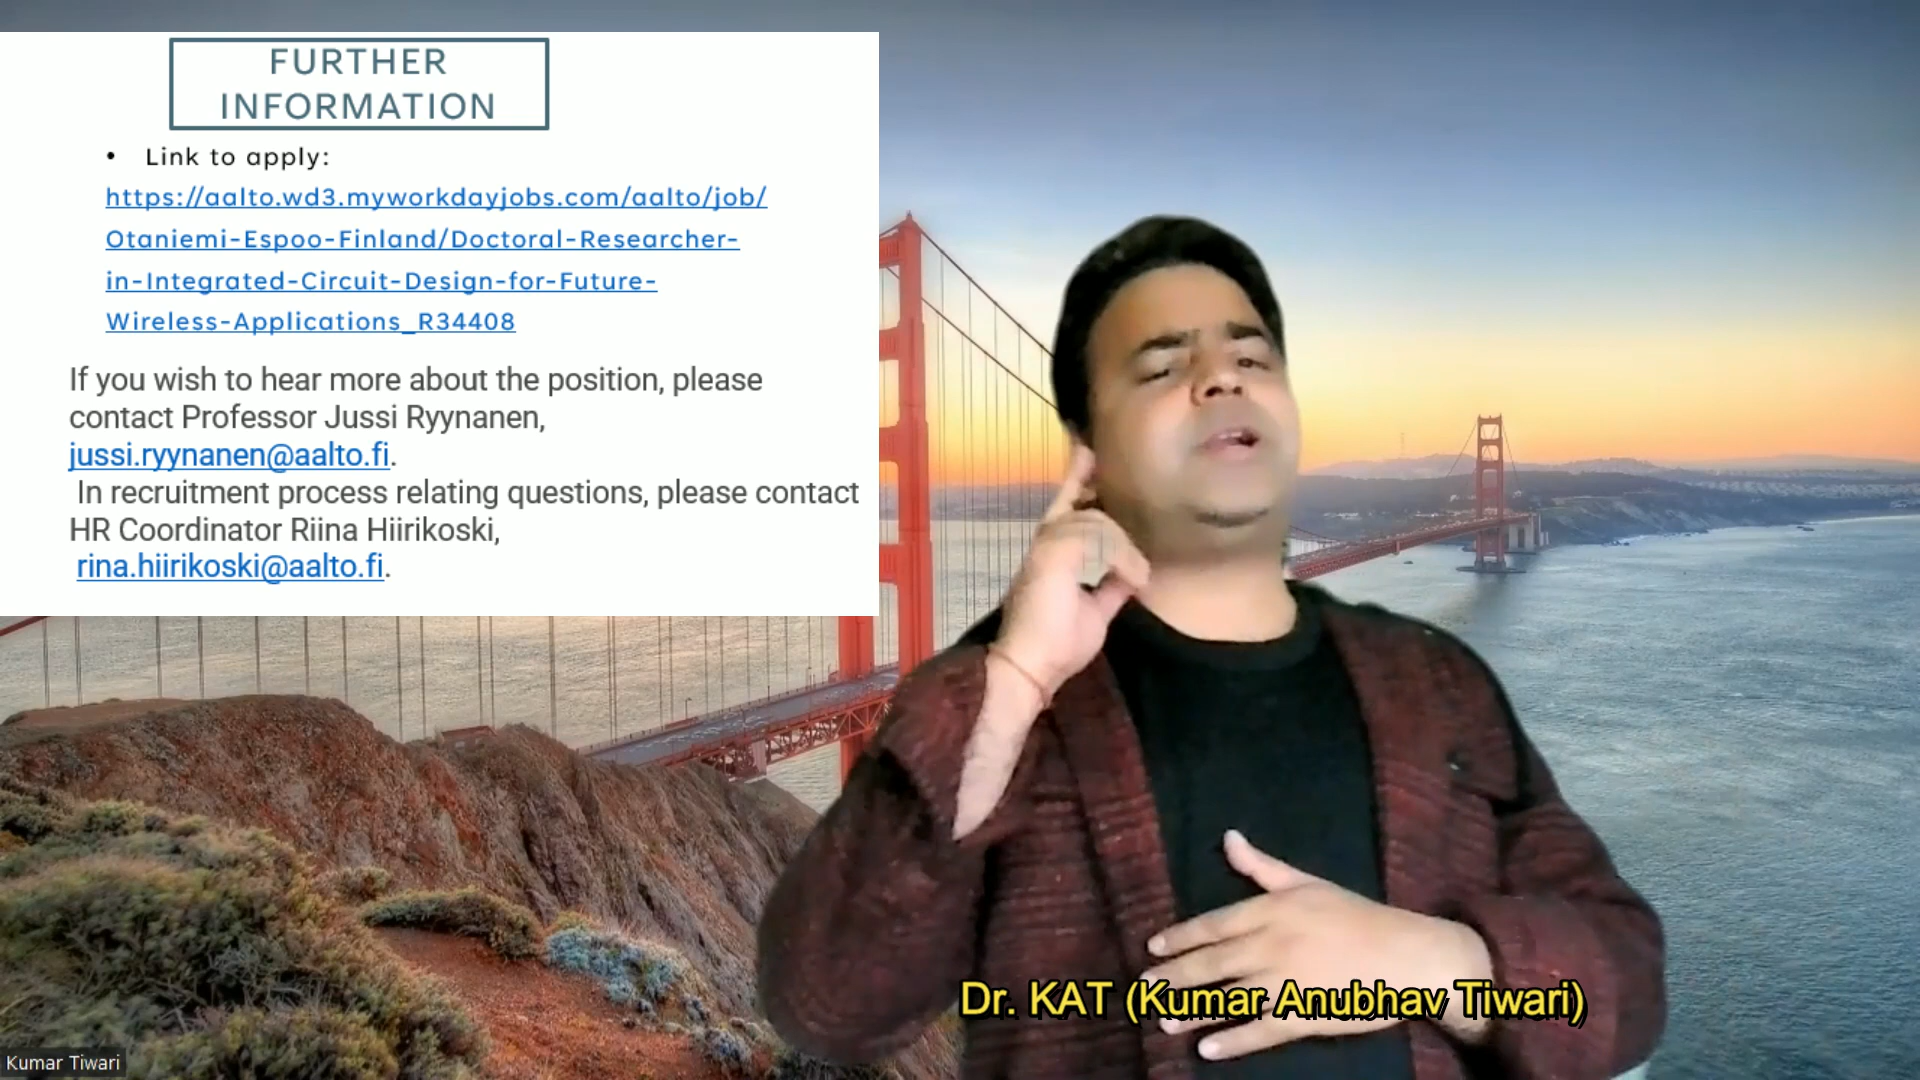 FURTHER
INFORMATION
• Link to apply:
https://aalto.wd3.myworkdayjobs.com/aalto/job/
Otaniemi-Espoo-Finland/Doctoral-Researcher-
in-Integrated-Circuit-Design-for-Future-
Wireless-Applications_R34408
If you wish to hear more about the position, please
contact Professor Jussi Ryynanen,
jussi.ryynanen@aalto.fi.
In recruitment process relating questions, please contact
HR Coordinator Riina Hiirikoski,
rina.hiirikoski@aalto.fi.
Dr. KAT (Kumar Anubhav Tiwari)
Kumar Tiwari